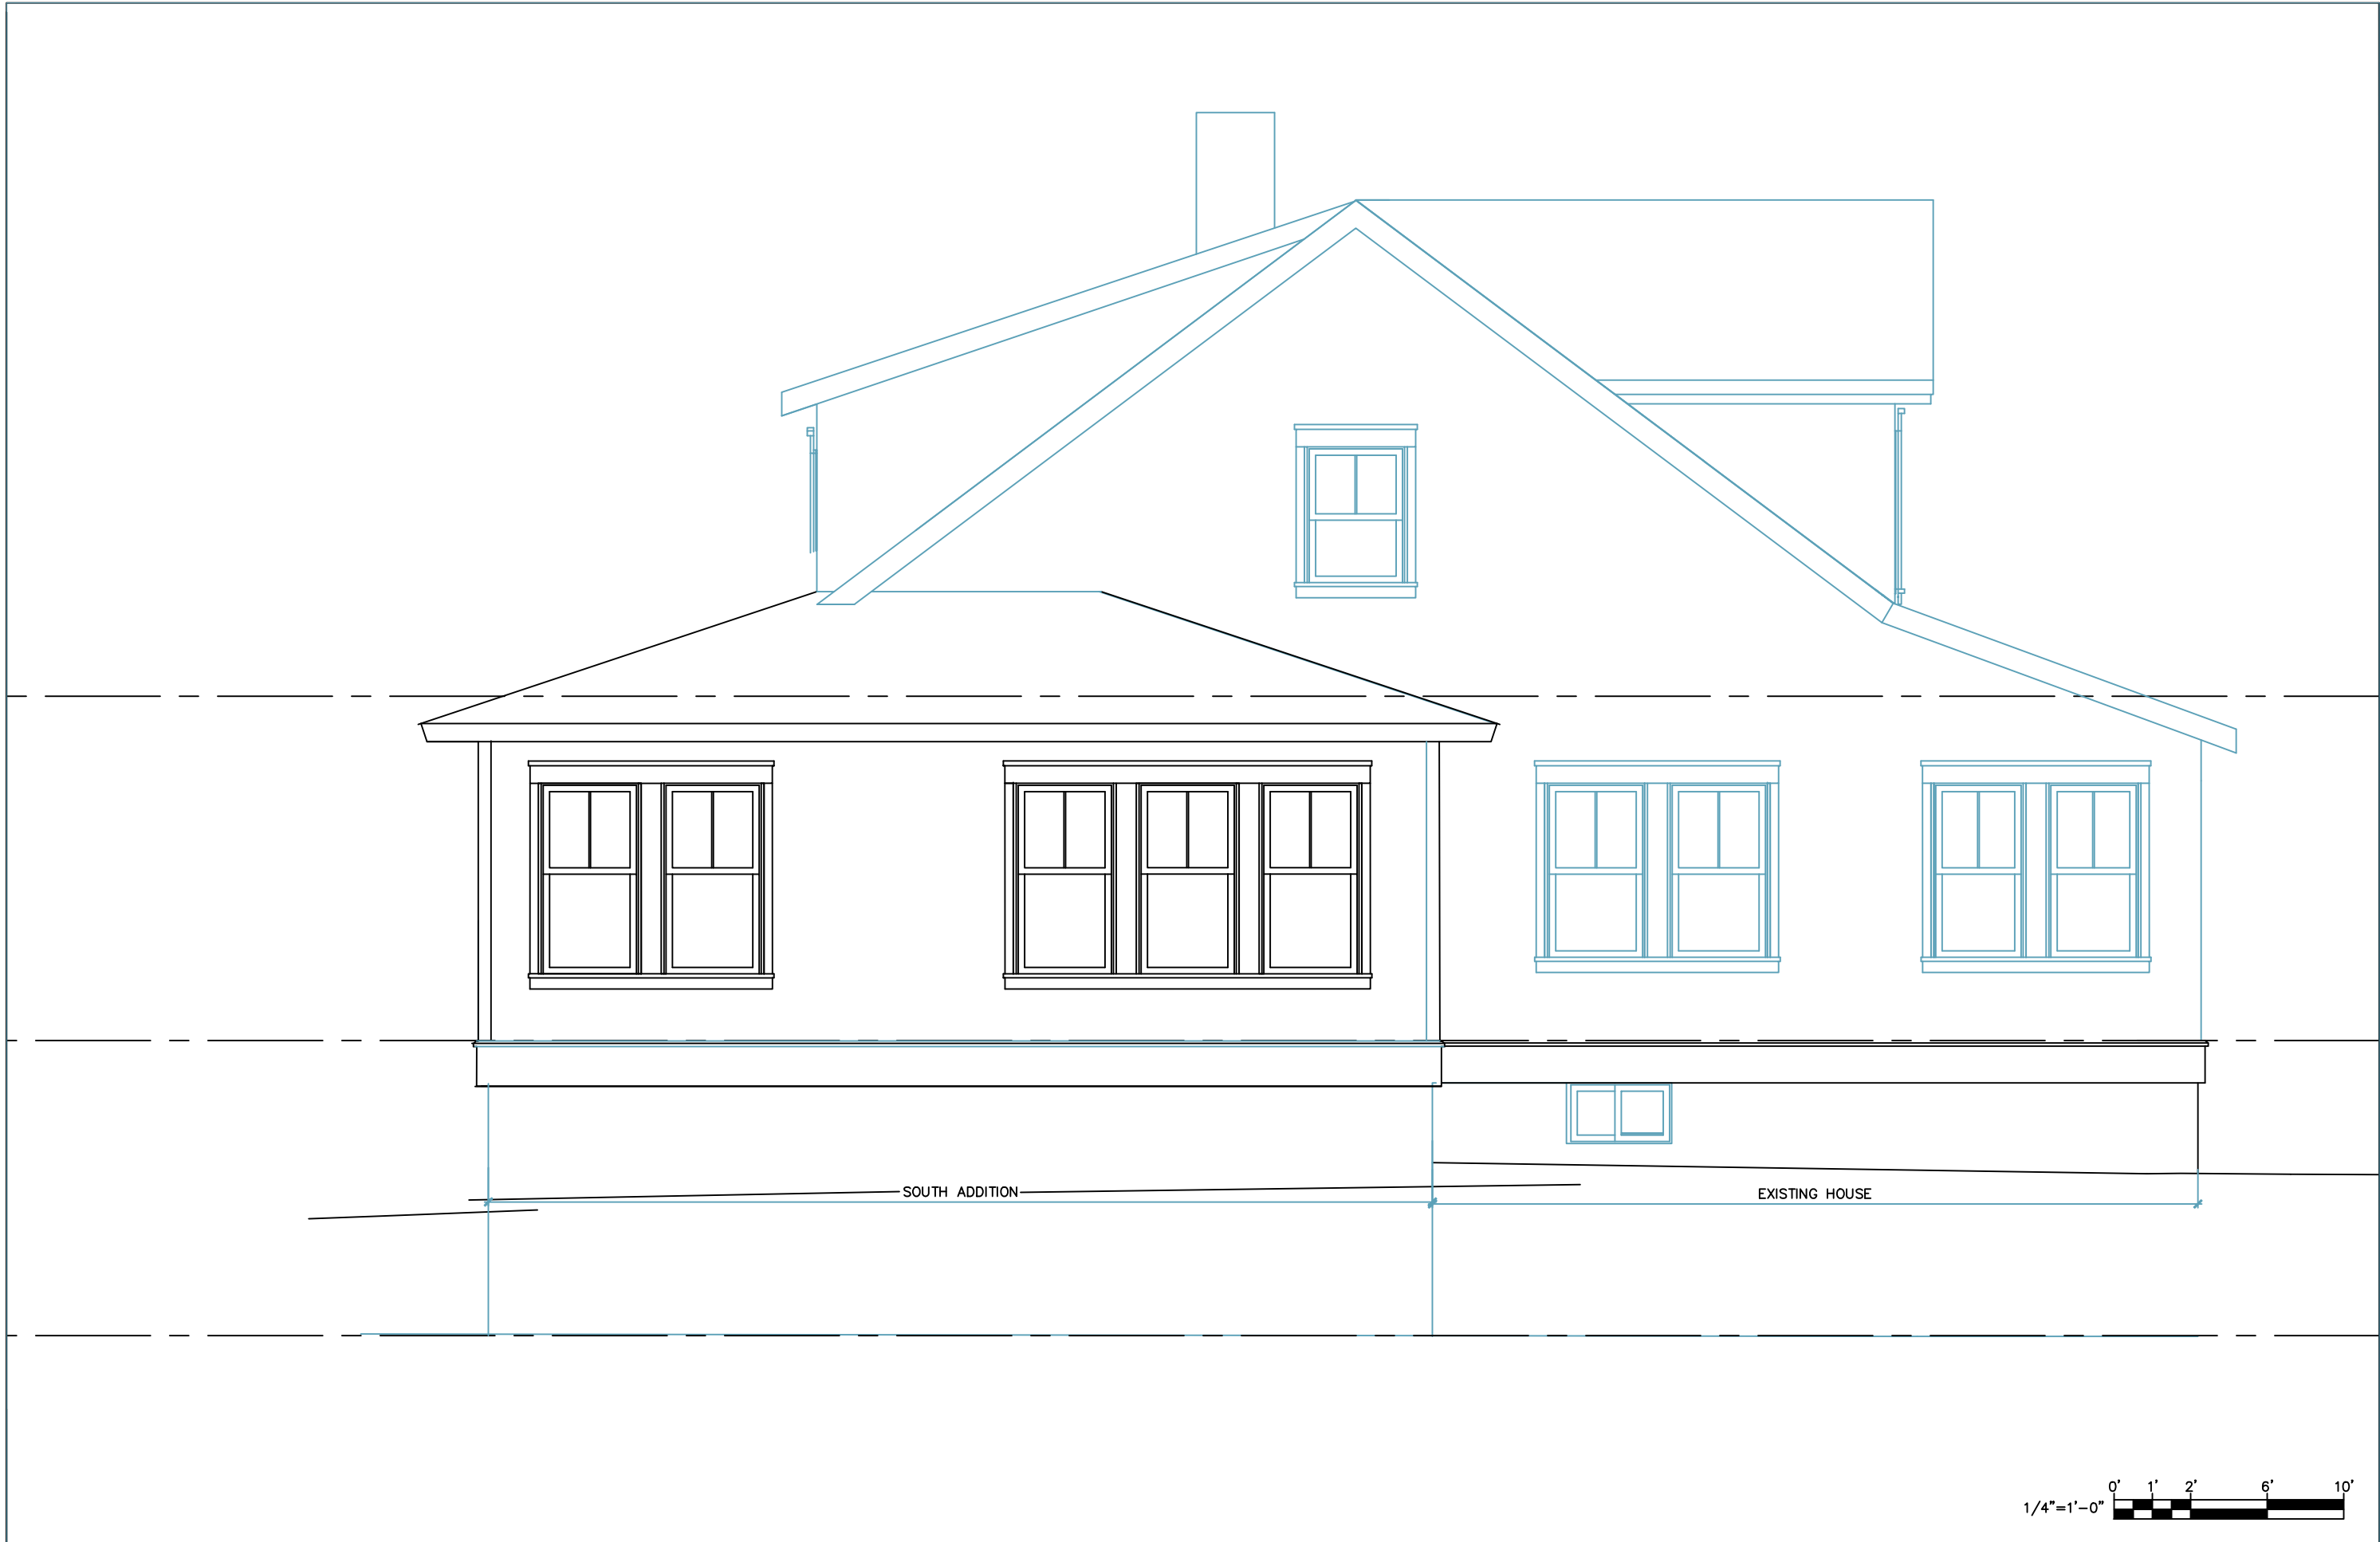 SOUTH ADDITION
EXISTING HOUSE
0' 1' 2' 6' 10'
1/4"=1'-0"